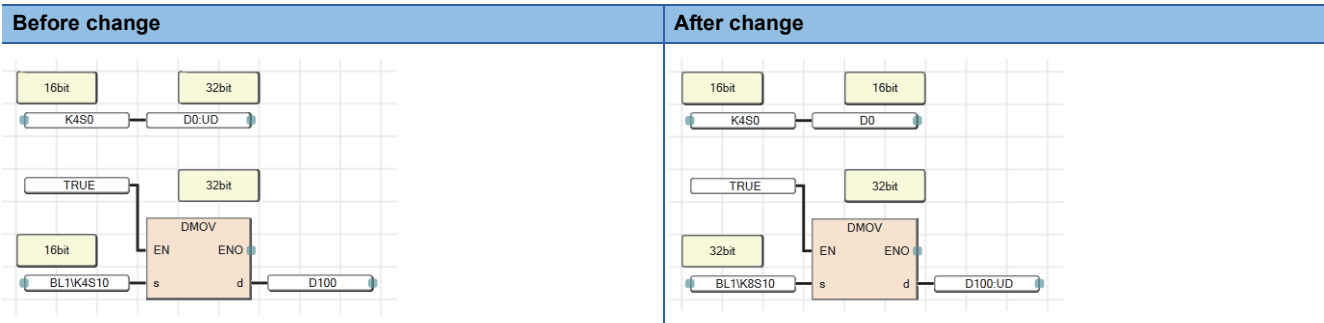 Before change
After change
16bit 32bit
K4S0 D0:UD
TRUE 32bit
DMOV
16bit EN ENO
BL1\K4S10 s d D100
16bit 16bit
K4S0 D0
TRUE 32bit
DMOV
32bit EN ENO
BL1\K8S10 s d D100:UD